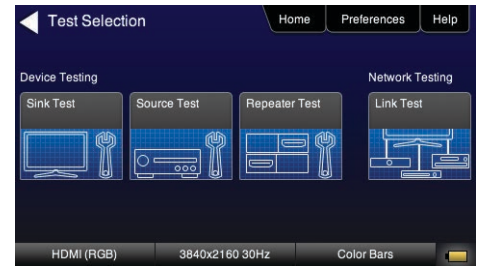 Test Selection
Home
Preferences
Help
Device Testing
Network Testing
Sink Test
Source Test
Repeater Test
Link Test
HDMI (RGB)
3840x2160 30Hz
Color Bars